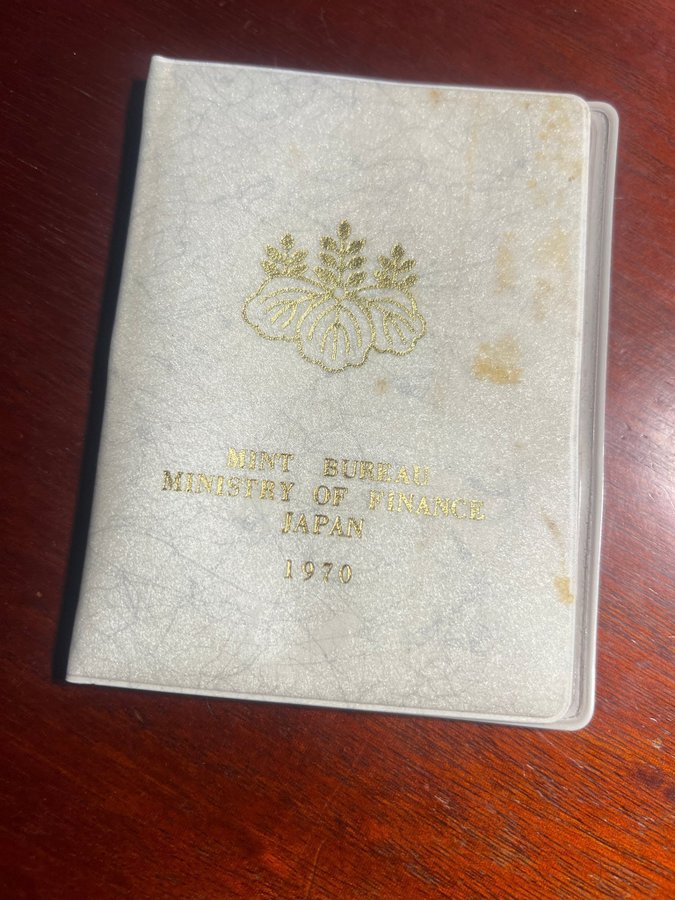 MINT BUREAU
MINISTRY OF FINANCE
JAPAN
1970